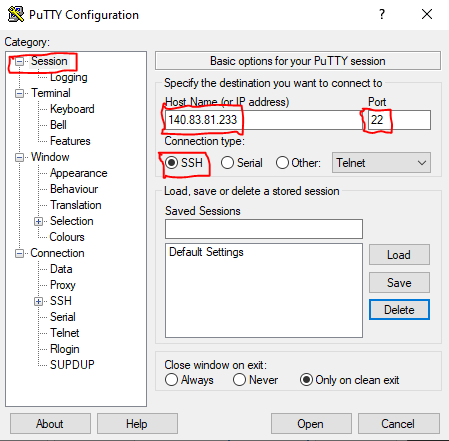 PuTTY Configuration
Category:
Session
Logging
Terminal
Keyboard
Bell
Features
Window
Appearance
Behaviour
Translation
Selection
Colours
Connection
Data
Proxy
SSH
Serial
Telnet
Rlogin
SUPDUP
Basic options for your PuTTY session
Specify the destination you want to connect to
Host Name (or IP address) Port
140.83.81.233 22
Connection type:
SSH Serial Other: Telnet
Load, save or delete a stored session
Saved Sessions
Default Settings
Load
Save
Delete
Close window on exit:
Always Never Only on clean exit
About Help Open Cancel